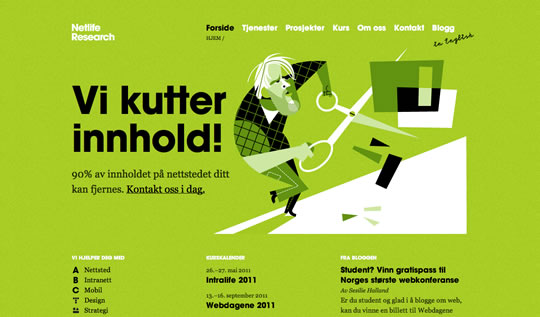 Netlife
Research
Forside Tjenester Prosjekter Kurs Om oss Kontakt Blogg
HJEM /
In English
Vi kutter
innhold!
90% av innholdet på nettstedet ditt
kan fjernes. Kontakt oss i dag.
VI HJELPER DEG MED
A Nettsted
B Intranett
C Mobil
T Design
Strategi
KURSKALENDER
26.–27. mai 2011
Intralife 2011
15.–16. september 2011
Webdagene 2011
FRA BLOGGEN
Student? Vinn gratispass til
Norges største webkonferanse
Av Sesilie Halland
Er du student og glad i å blogge om web,
kan du vinne en billett til Webdagene